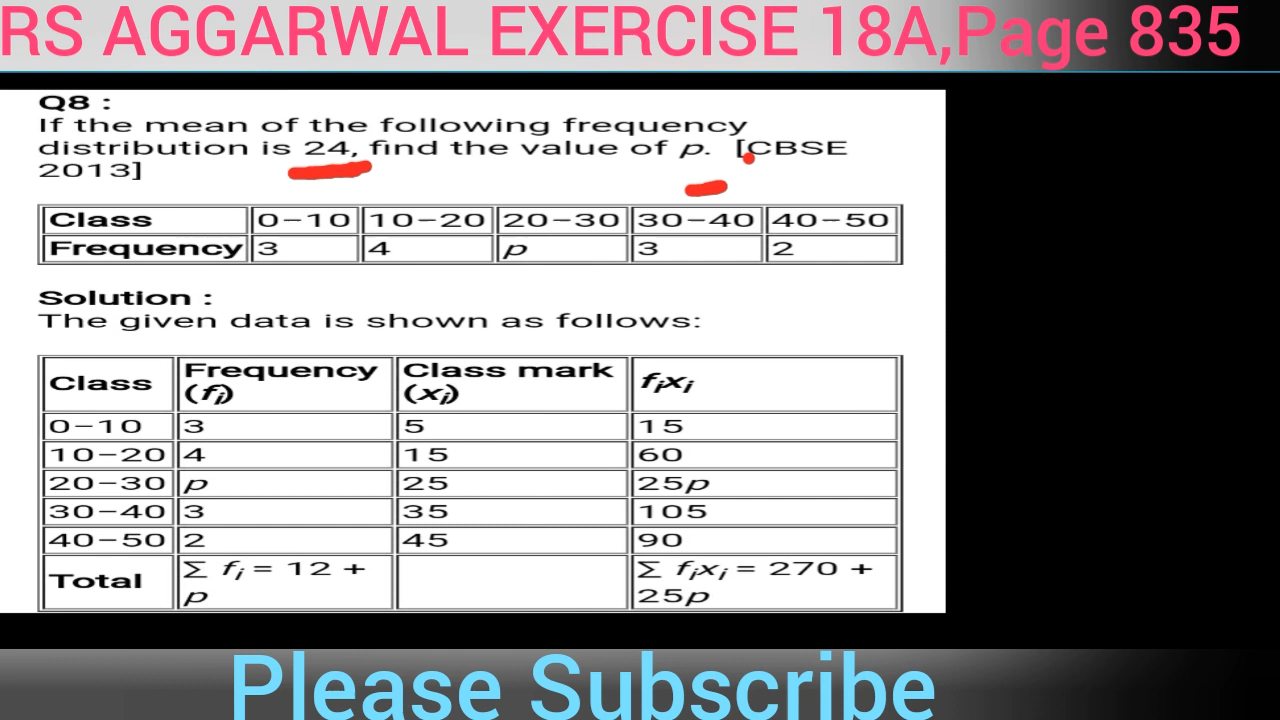 RS AGGARWAL EXERCISE 18A,Page 835
Q8 :
If the mean of the following frequency
distribution is 24, find the value of p. [CBSE
2013]
Class 0−10 10−20 20−30 30−40 40−50
Frequency 3 4 p 3 2
Solution :
The given data is shown as follows:
Class Frequency (fi) Class mark (xi) fixi
0−10 3 5 15
10−20 4 15 60
20−30 p 25 25p
30−40 3 35 105
40−50 2 45 90
Total ∑ fi = 12 + p ∑ fixi = 270 + 25p
Please Subscribe